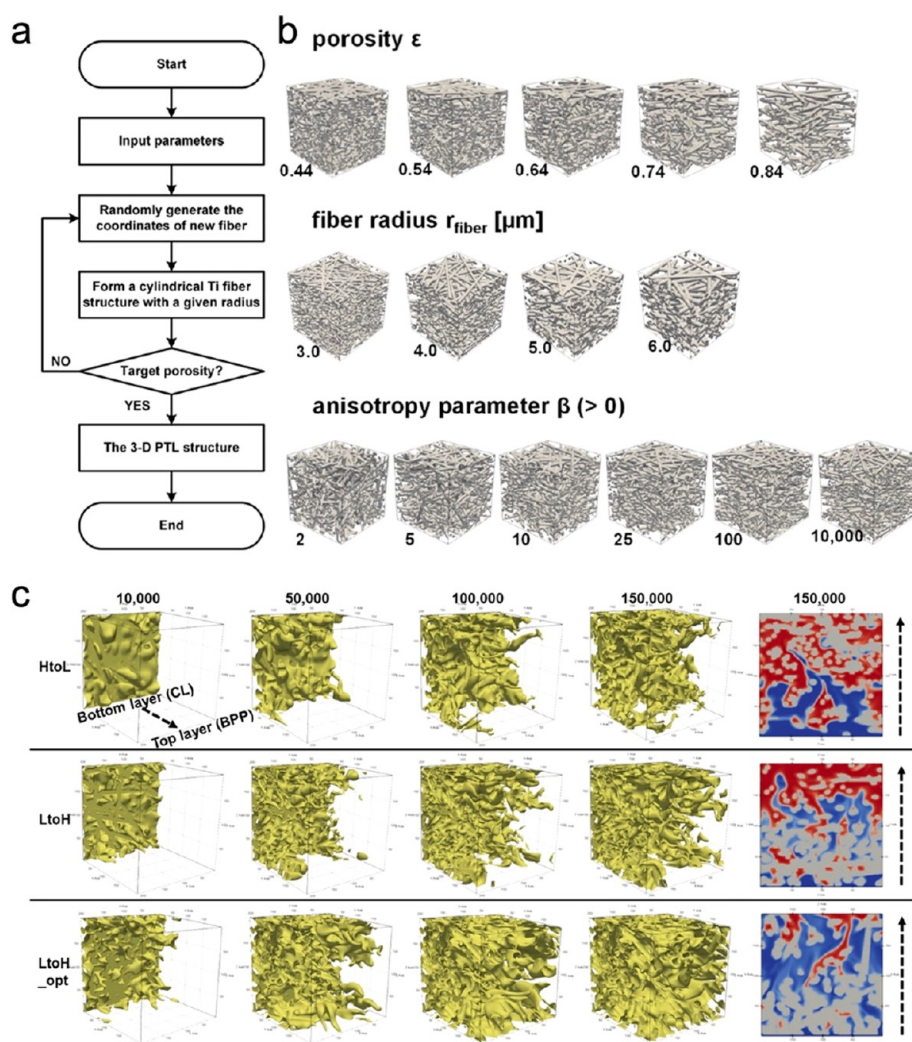 a
Start
Input parameters
Randomly generate the
coordinates of new fiber
Form a cylindrical Ti fiber
structure with a given radius
NO
Target porosity?
YES
The 3-D PTL structure
End
b
porosity ε
0.44 0.54 0.64 0.74 0.84
fiber radius r_fiber [μm]
3.0 4.0 5.0 6.0
anisotropy parameter β (> 0)
2 5 10 25 100 10,000
c
10,000 50,000 100,000 150,000 150,000
HtoL
Bottom layer (CL)
Top layer (BPP)
LtoH
LtoH
_opt